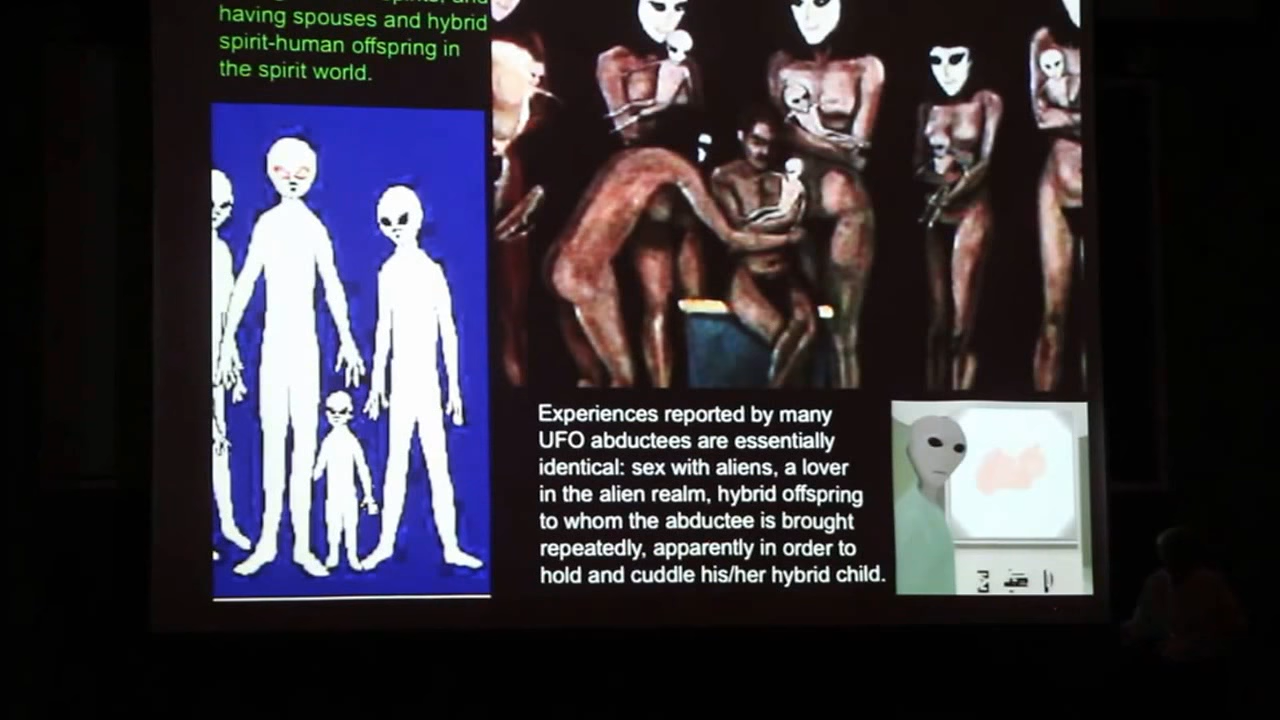 having spouses and hybrid
spirit-human offspring in
the spirit world.
Experiences reported by many
UFO abductees are essentially
identical: sex with aliens, a lover
in the alien realm, hybrid offspring
to whom the abductee is brought
repeatedly, apparently in order to
hold and cuddle his/her hybrid child.